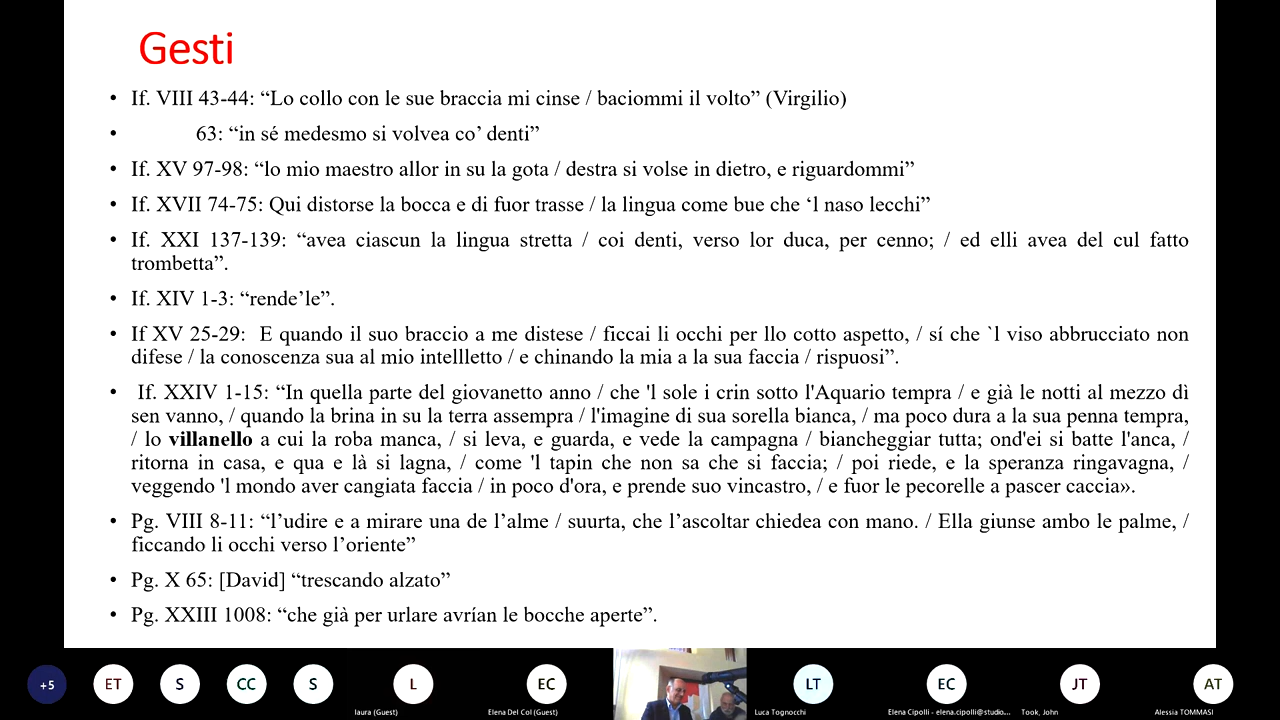 Gesti
• If. VIII 43-44: “Lo collo con le sue braccia mi cinse / baciommi il volto” (Virgilio)
• 63: “in sé medesmo si volvea co’ denti”
• If. XV 97-98: “lo mio maestro allor in su la gota / destra si volse in dietro, e riguardommi”
• If. XVII 74-75: Qui distorse la bocca e di fuor trasse / la lingua come bue che ‘l naso lecchi”
• If. XXI 137-139: “avea ciascun la lingua stretta / coi denti, verso lor duca, per cenno; / ed elli avea del cul fatto
trombetta”.
• If. XIV 1-3: “rende’le”.
• If XV 25-29: E quando il suo braccio a me distese / ficcai li occhi per llo cotto aspetto, / sí che `l viso abbrucciato non
difese / la conoscenza sua al mio intellletto / e chinando la mia a la sua faccia / rispuosi”.
• If. XXIV 1-15: “In quella parte del giovanetto anno / che 'l sole i crin sotto l'Aquario tempra / e già le notti al mezzo dì
sen vanno, / quando la brina in su la terra assempra / l'imagine di sua sorella bianca, / ma poco dura a la sua penna tempra,
/ lo villanello a cui la roba manca, / si leva, e guarda, e vede la campagna / biancheggiar tutta; ond'ei si batte l'anca, /
ritorna in casa, e qua e là si lagna, / come 'l tapin che non sa che si faccia; / poi riede, e la speranza ringavagna, /
veggendo 'l mondo aver cangiata faccia / in poco d'ora, e prende suo vincastro, / e fuor le pecorelle a pascer caccia».
• Pg. VIII 8-11: “l’udire e a mirare una de l’alme / suurta, che l’ascoltar chiedea con mano. / Ella giunse ambo le palme, /
ficcando li occhi verso l’oriente”
• Pg. X 65: [David] “trescando alzato”
• Pg. XXIII 1008: “che già per urlare avrían le bocche aperte”.
+5 ET S CC S L EC LT EC JT AT
laura (Guest) Elena Del Col (Guest) Luca Tognocchi Elena Cipolli - elena.cipolli@studio... Took, John Alessia TOMMASI